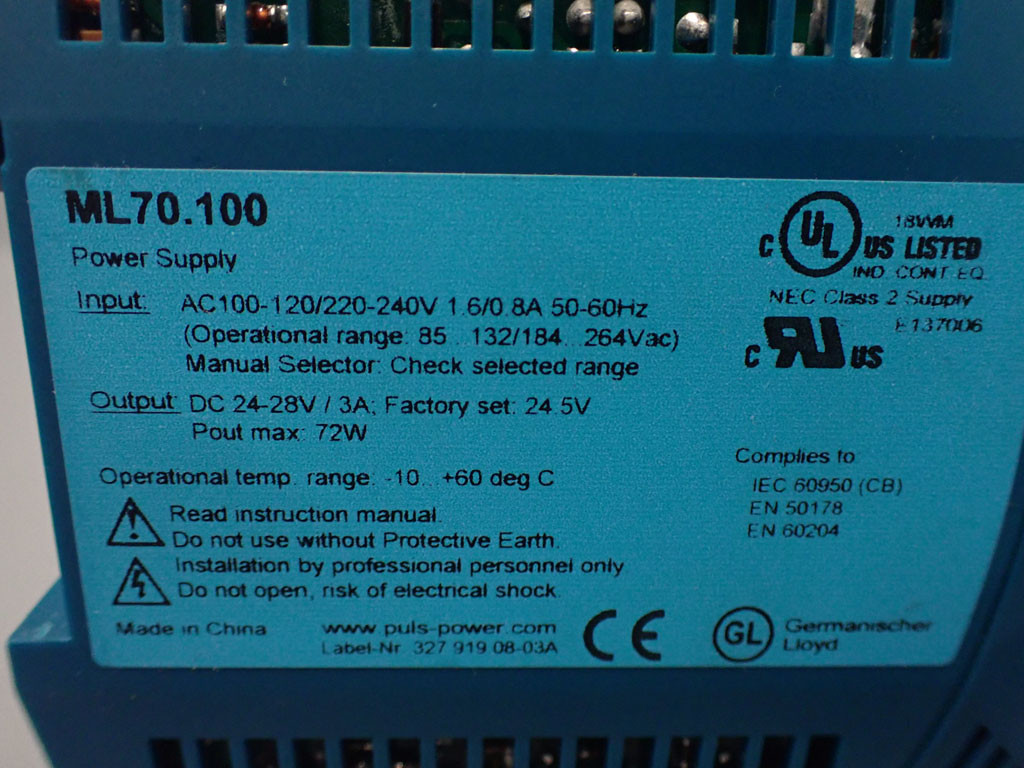 ML70.100
Power Supply
Input: AC100-120/220-240V 1.6/0.8A 50-60Hz
(Operational range: 85...132/184...264Vac)
Manual Selector: Check selected range
Output: DC 24-28V / 3A; Factory set: 24.5V
Pout max: 72W
Operational temp. range: -10...+60 deg C
Read instruction manual.
Do not use without Protective Earth.
Installation by professional personnel only
Do not open, risk of electrical shock.
Made in China
www.puls-power.com
Label-Nr. 327 919 08-03A
C UL US LISTED
18WM
IND. CONT. EQ.
NEC Class 2 Supply
E137006
C RU US
Complies to:
IEC 60950 (CB)
EN 50178
EN 60204
CE
GL Germanischer
Lloyd